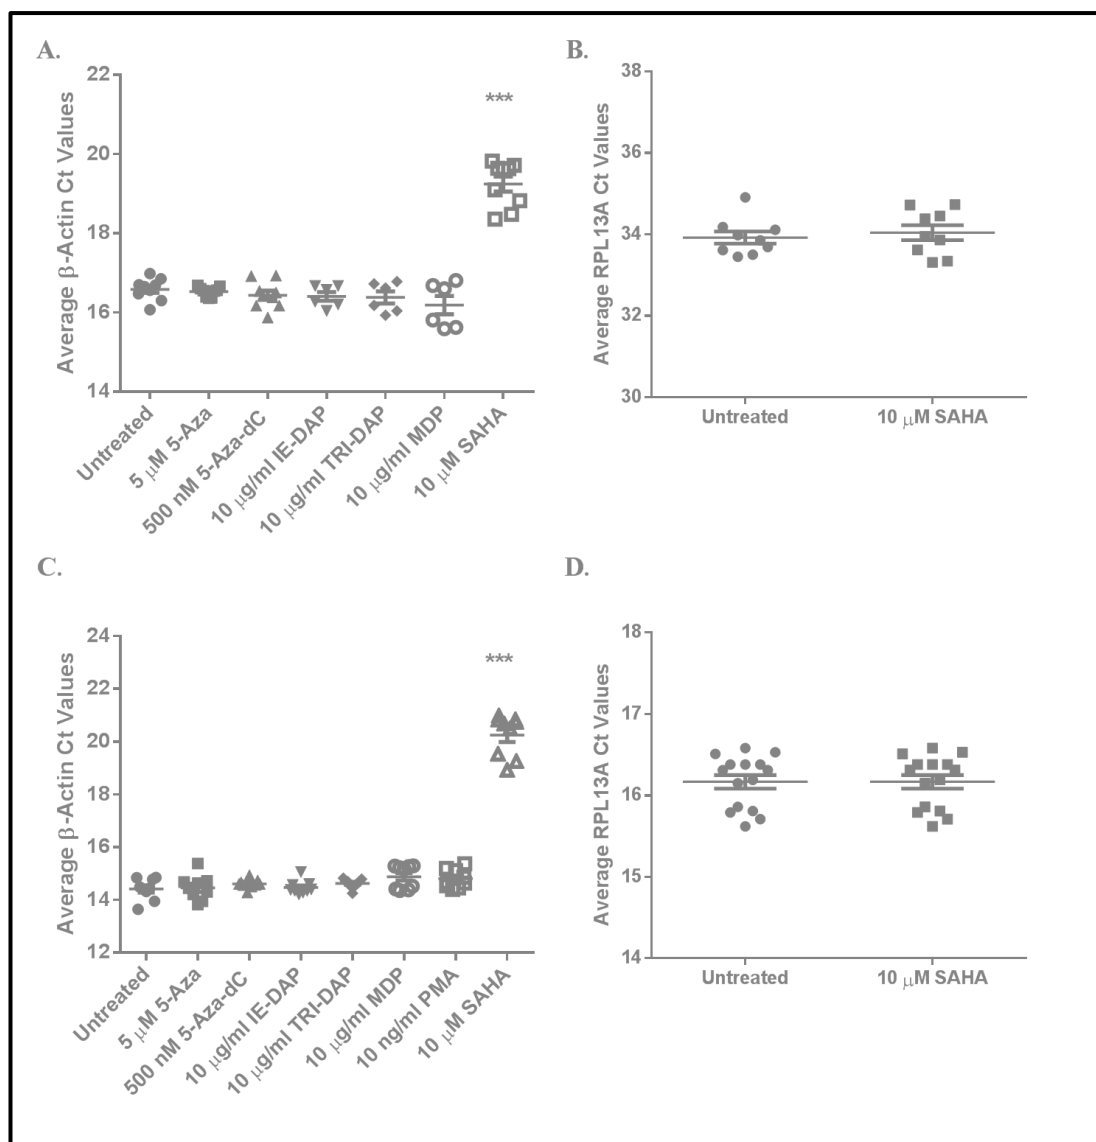 A.
Average β-Actin Ct Values
22
20
18
16
14
***
Untreated
5 μM 5-Aza
500 nM 5-Aza-dC
10 μg/ml IE-DAP
10 μg/ml TRI-DAP
10 μg/ml MDP
10 μM SAHA
B.
Average RPL13A Ct Values
38
36
34
32
30
Untreated
10 μM SAHA
C.
Average β-Actin Ct Values
24
22
20
18
16
14
12
***
Untreated
5 μM 5-Aza
500 nM 5-Aza-dC
10 μg/ml IE-DAP
10 μg/ml TRI-DAP
10 μg/ml MDP
10 ng/ml PMA
10 μM SAHA
D.
Average RPL13A Ct Values
18
17
16
15
14
Untreated
10 μM SAHA